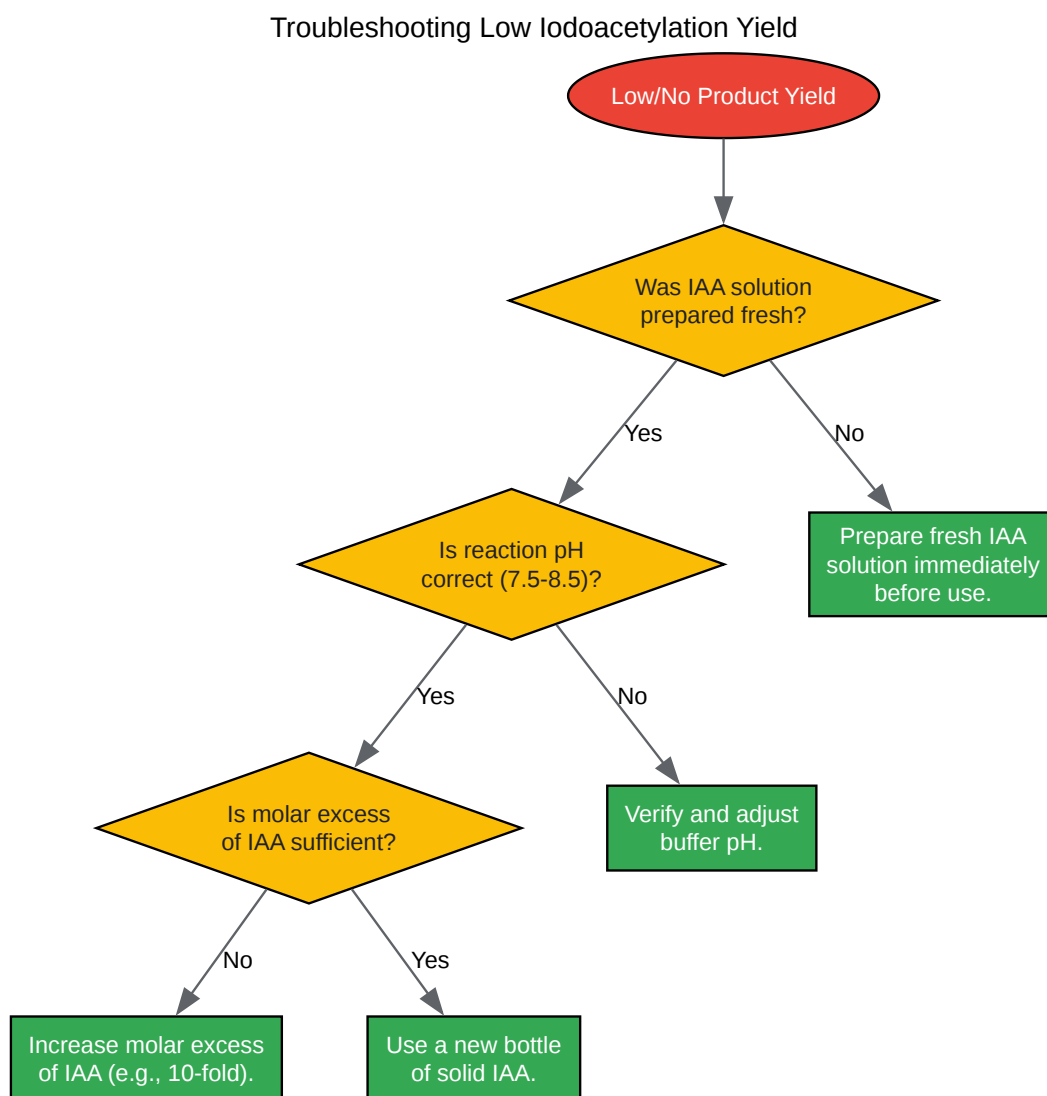 Troubleshooting Low Iodoacetylation Yield
Low/No Product Yield
Was IAA solution
prepared fresh?
Yes
No
Is reaction pH
correct (7.5-8.5)?
Prepare fresh IAA
solution immediately
before use.
Yes
No
Is molar excess
of IAA sufficient?
Verify and adjust
buffer pH.
No
Yes
Increase molar excess
of IAA (e.g., 10-fold).
Use a new bottle
of solid IAA.